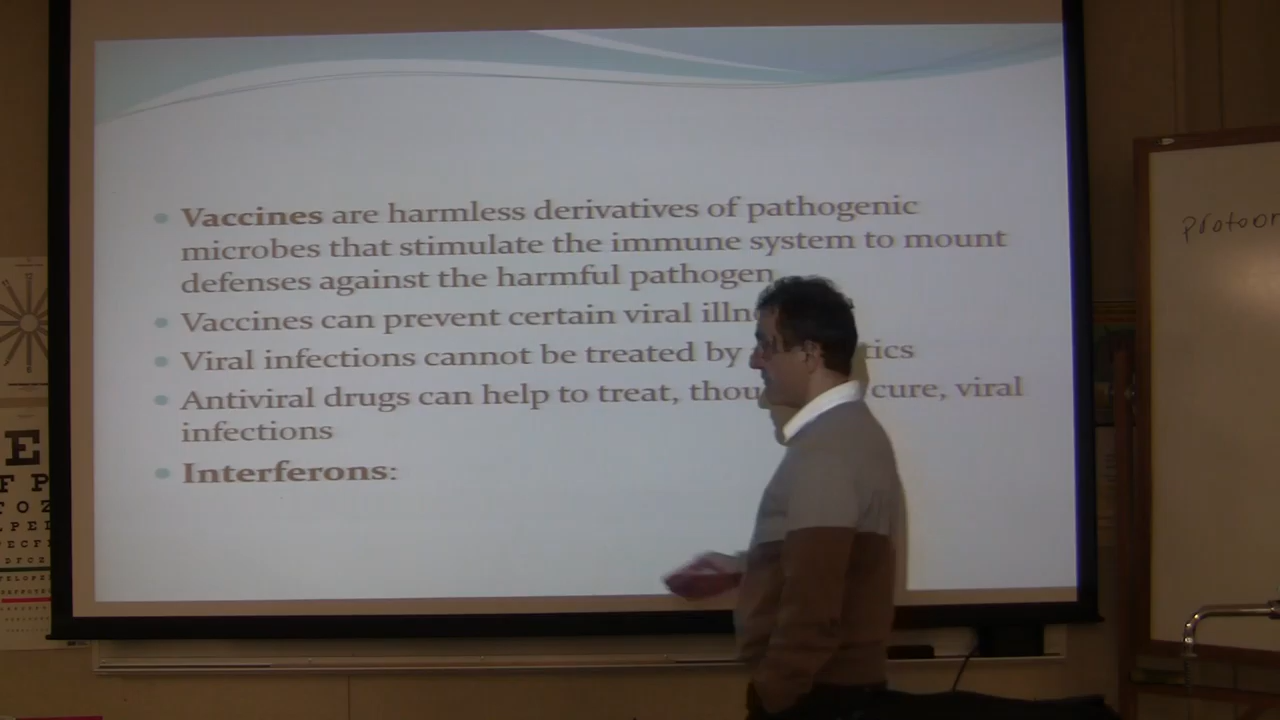 Vaccines are harmless derivatives of pathogenic
microbes that stimulate the immune system to mount
defenses against the harmful pathogen
Vaccines can prevent certain viral
Viral infections cannot be treated by
Antiviral drugs can help to treat, cure, viral
infections
Interferons:
E
F P
T O Z
L P E D